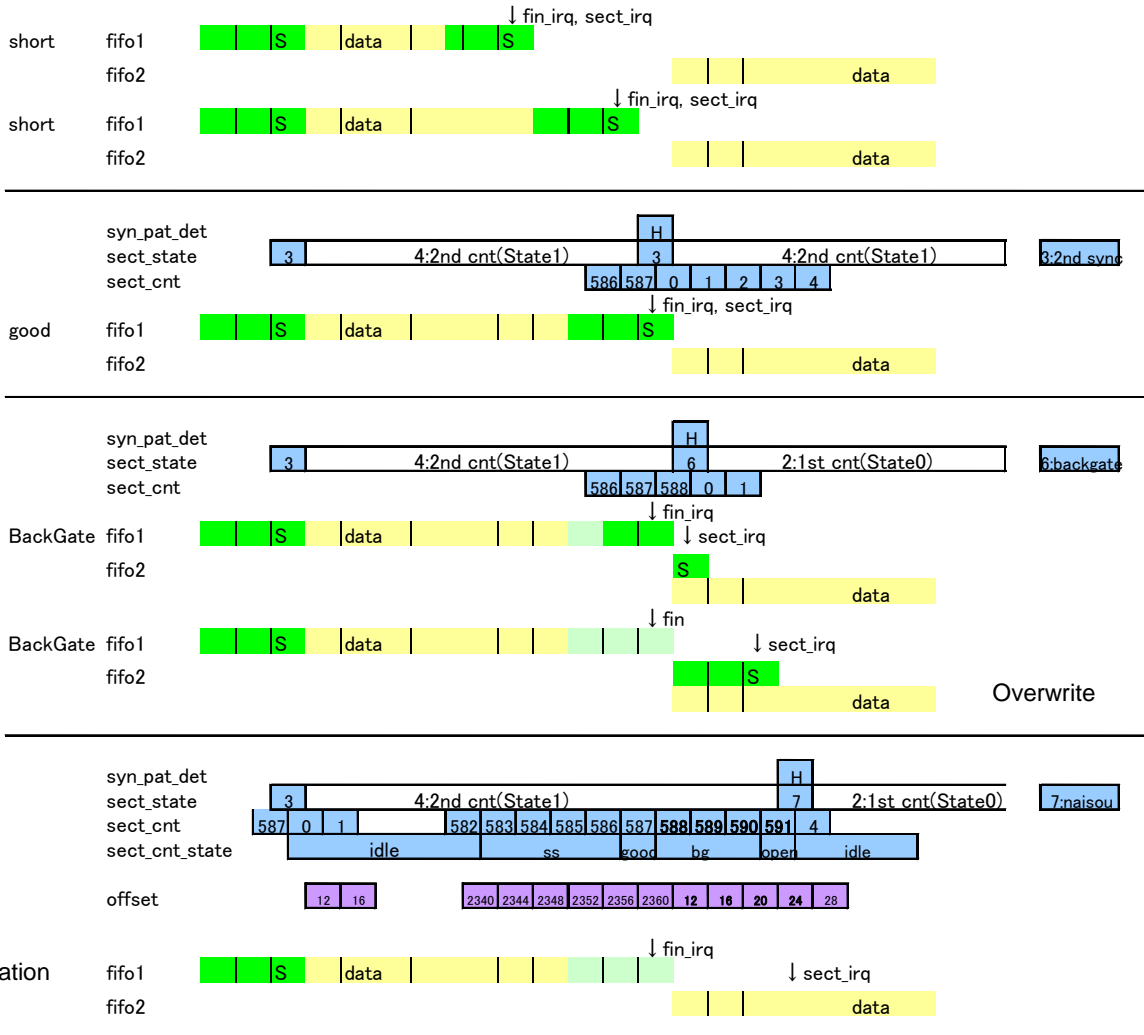 ↓ fin_irq, sect_irq
short fifo1 S data S
fifo2 data
↓ fin_irq, sect_irq
short fifo1 S data S
fifo2 data
syn_pat_det H
sect_state 3 4:2nd cnt(State1) 3 4:2nd cnt(State1) 3:2nd sync
sect_cnt 586 587 0 1 2 3 4
↓ fin_irq, sect_irq
good fifo1 S data S
fifo2 data
syn_pat_det H
sect_state 3 4:2nd cnt(State1) 6 2:1st cnt(State0) 6:backgate
sect_cnt 586 587 588 0 1
↓ fin_irq
BackGate fifo1 S data ↓ sect_irq
fifo2 S
data
↓ fin
BackGate fifo1 S data ↓ sect_irq
fifo2 S
Overwrite
data
syn_pat_det H
sect_state 3 4:2nd cnt(State1) 7 2:1st cnt(State0) 7:naisou
sect_cnt 587 0 1 582 583 584 585 586 587 588 589 590 591 4
sect_cnt_state idle ss good bg open idle
offset 12 16 2340 2344 2348 2352 2356 2360 12 16 20 24 28
↓ fin_irq
ation fifo1 S data ↓ sect_irq
fifo2 data